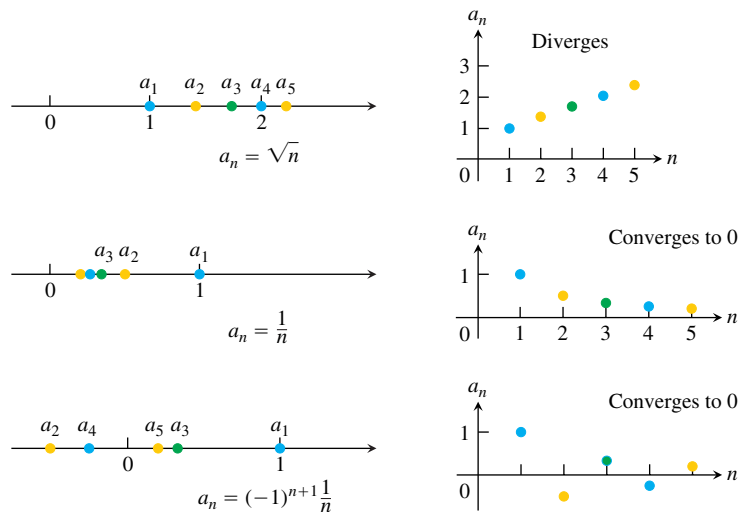 a₁ a₂ a₃ a₄ a₅
0 1 2
aₙ = √n
aₙ
Diverges
3
2
1
0
1 2 3 4 5 n
a₃ a₂ a₁
0 1
aₙ = 1/n
aₙ
Converges to 0
1
0
1 2 3 4 5 n
a₂ a₄ a₅ a₃ a₁
0 1
aₙ = (−1)ⁿ⁺¹ 1/n
aₙ
Converges to 0
1
0
n